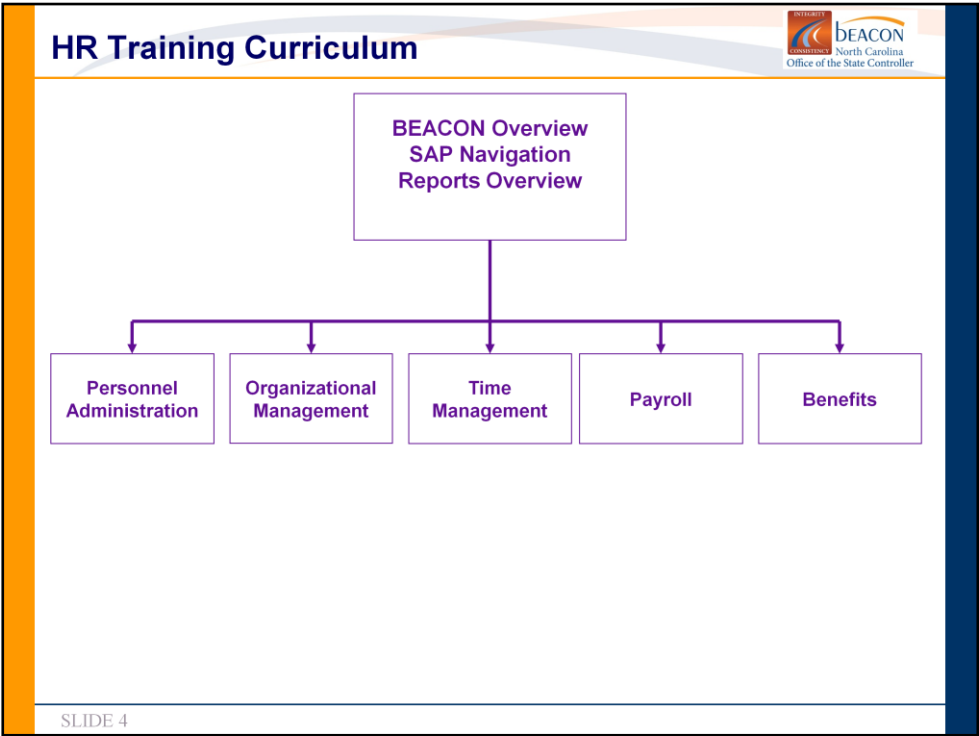 HR Training Curriculum
INTEGRITY
CONSISTENCY
bEACON
North Carolina
Office of the State Controller
BEACON Overview
SAP Navigation
Reports Overview
Personnel
Administration
Organizational
Management
Time
Management
Payroll
Benefits
SLIDE 4